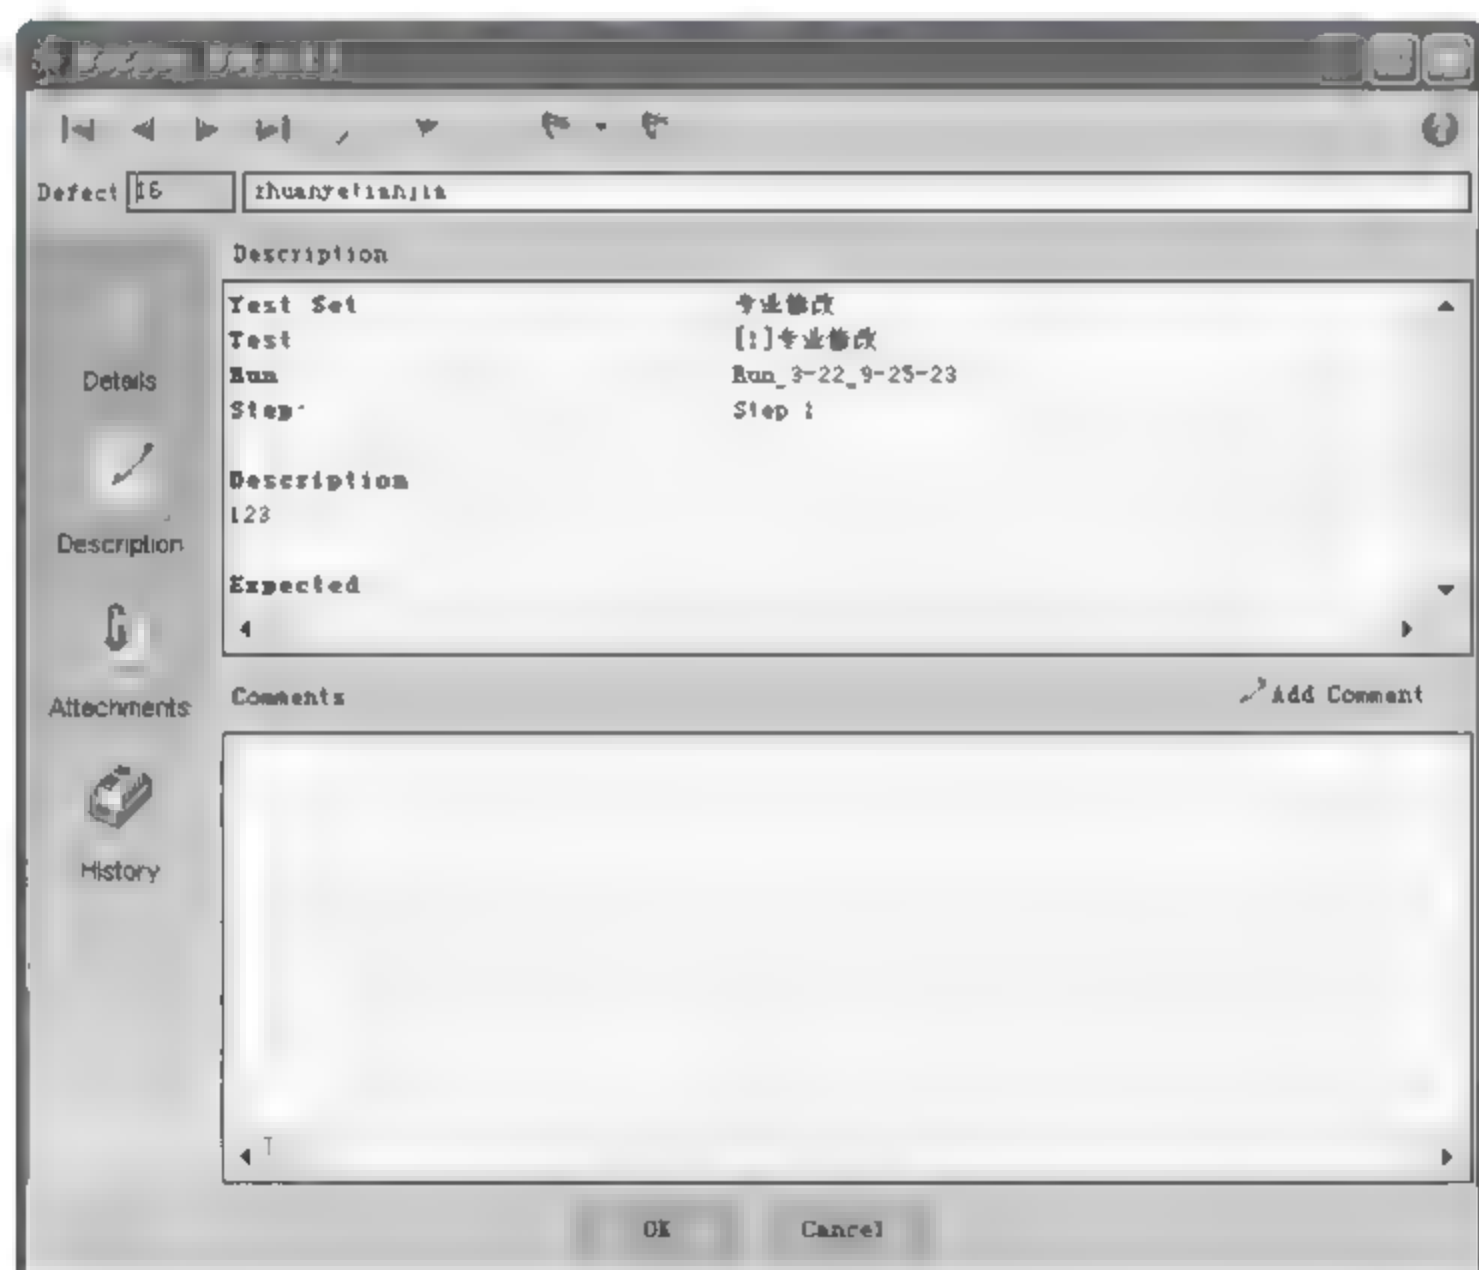 Defect 16 zhuanyetianjia
Description
Test Set 专业修改
Test [1]专业修改
Run Run_3-22_9-25-23
Step Step 1
Description
123
Expected
Details
Description
Attachments
History
Comments Add Comment
OK Cancel